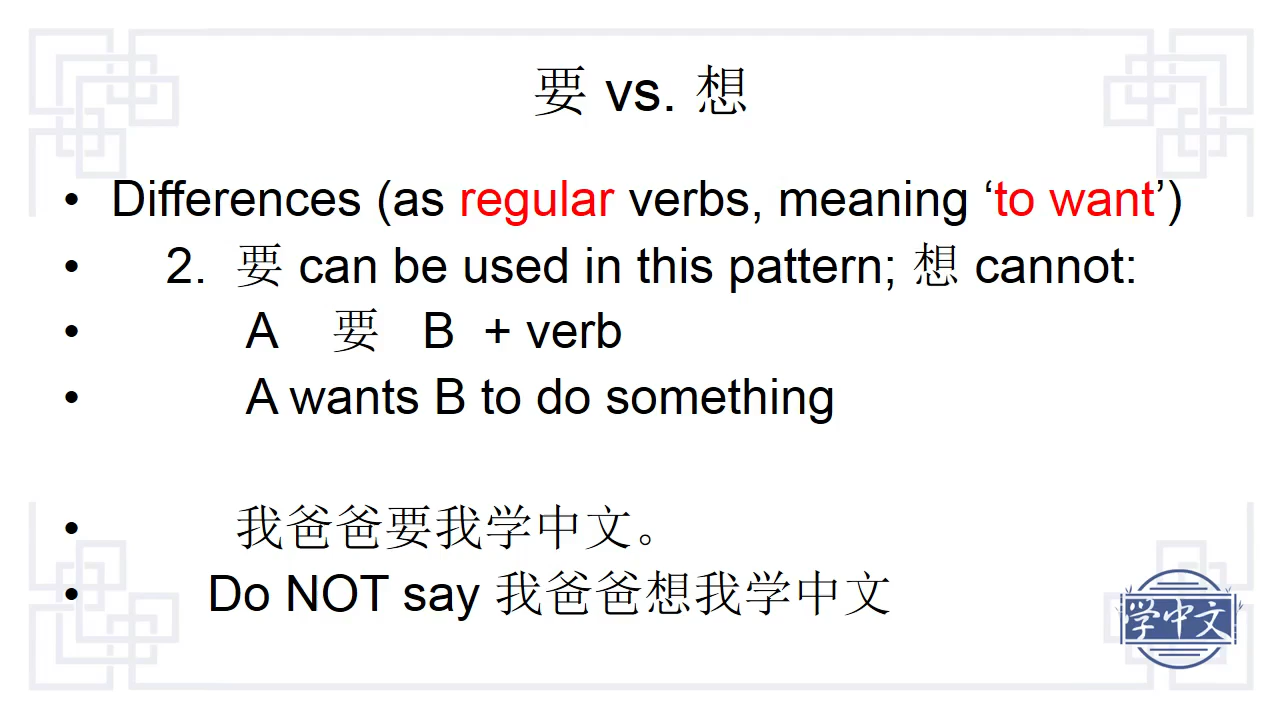 要 vs. 想
• Differences (as regular verbs, meaning ‘to want’)
• 2. 要 can be used in this pattern; 想 cannot:
• A 要 B + verb
• A wants B to do something
• 我爸爸要我学中文。
• Do NOT say 我爸爸想我学中文
学中文